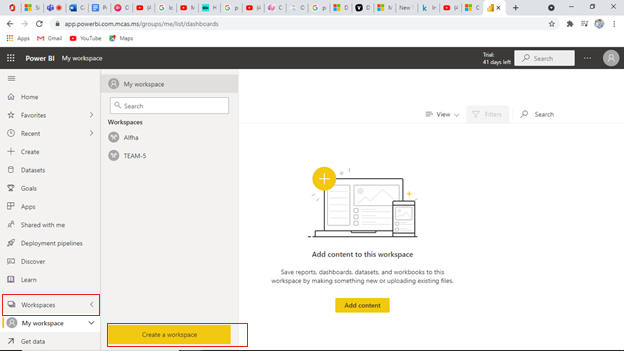 app.powerbi.com.mcas.ms/groups/me/list/dashboards
Apps
Gmail
YouTube
Maps
Power BI
My workspace
Trial:
41 days left
Search
Home
Favorites
Recent
Create
Datasets
Goals
Apps
Shared with me
Deployment pipelines
Discover
Learn
Workspaces
My workspace
Get data
My workspace
Search
Workspaces
Alfha
TEAM-5
Create a workspace
View
Filters
Search
Add content to this workspace
Save reports, dashboards, datasets, and workbooks to this
workspace by making something new or uploading existing files.
Add content